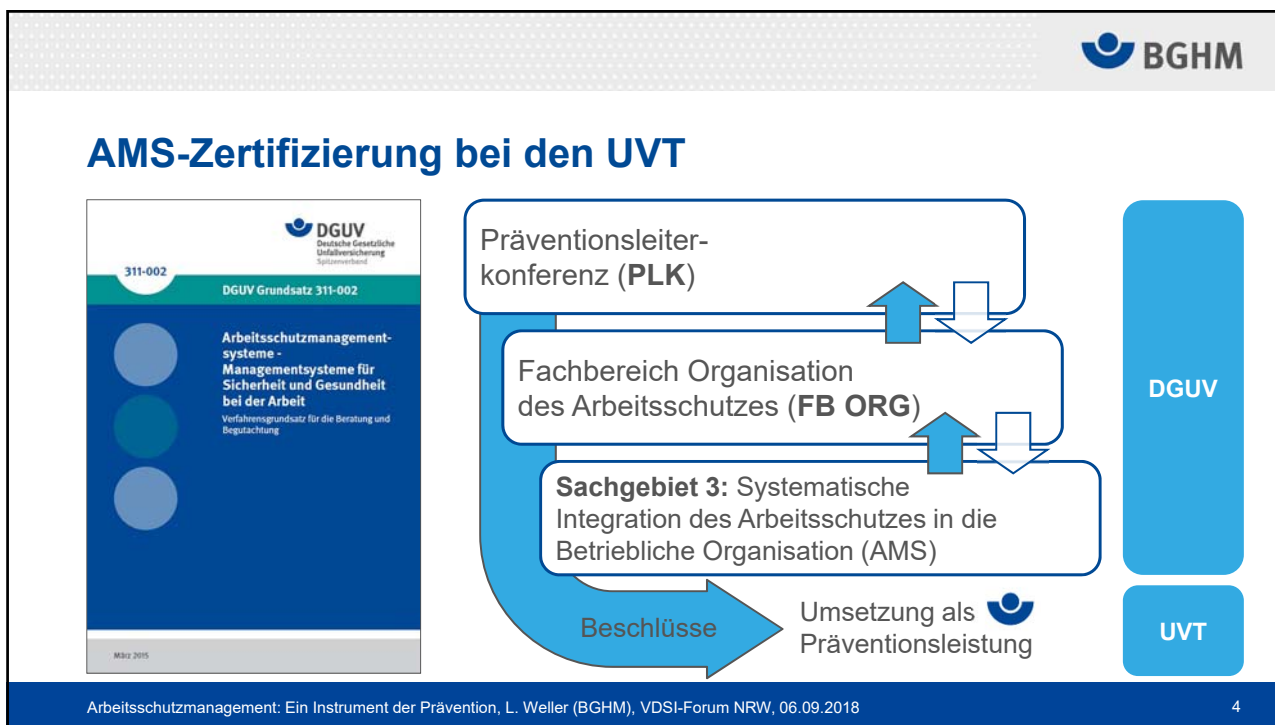 BGHM
AMS-Zertifizierung bei den UVT
DGUV
Deutsche Gesetzliche
Unfallversicherung
Spitzenverband
311-002
DGUV Grundsatz 311-002
Arbeitsschutzmanagement-
systeme -
Managementsysteme für
Sicherheit und Gesundheit
bei der Arbeit
Verfahrensgrundsatz für die Beratung und
Begutachtung
März 2015
Präventionsleiter-
konferenz (PLK)
Fachbereich Organisation
des Arbeitsschutzes (FB ORG)
Sachgebiet 3: Systematische
Integration des Arbeitsschutzes in die
Betriebliche Organisation (AMS)
Beschlüsse
Umsetzung als
Präventionsleistung
DGUV
UVT
Arbeitsschutzmanagement: Ein Instrument der Prävention, L. Weller (BGHM), VDSI-Forum NRW, 06.09.2018
4